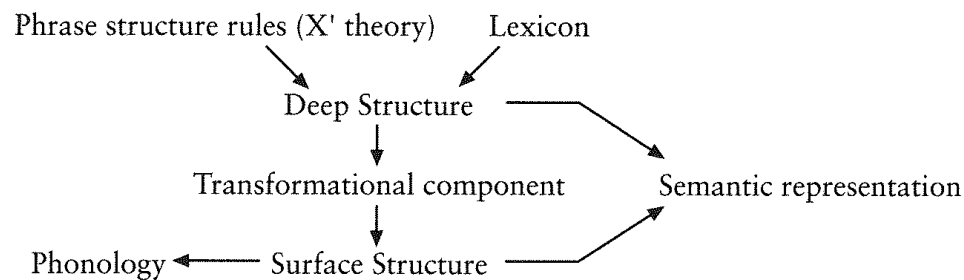 Phrase structure rules (X' theory) Lexicon
Deep Structure
Transformational component Semantic representation
Phonology Surface Structure